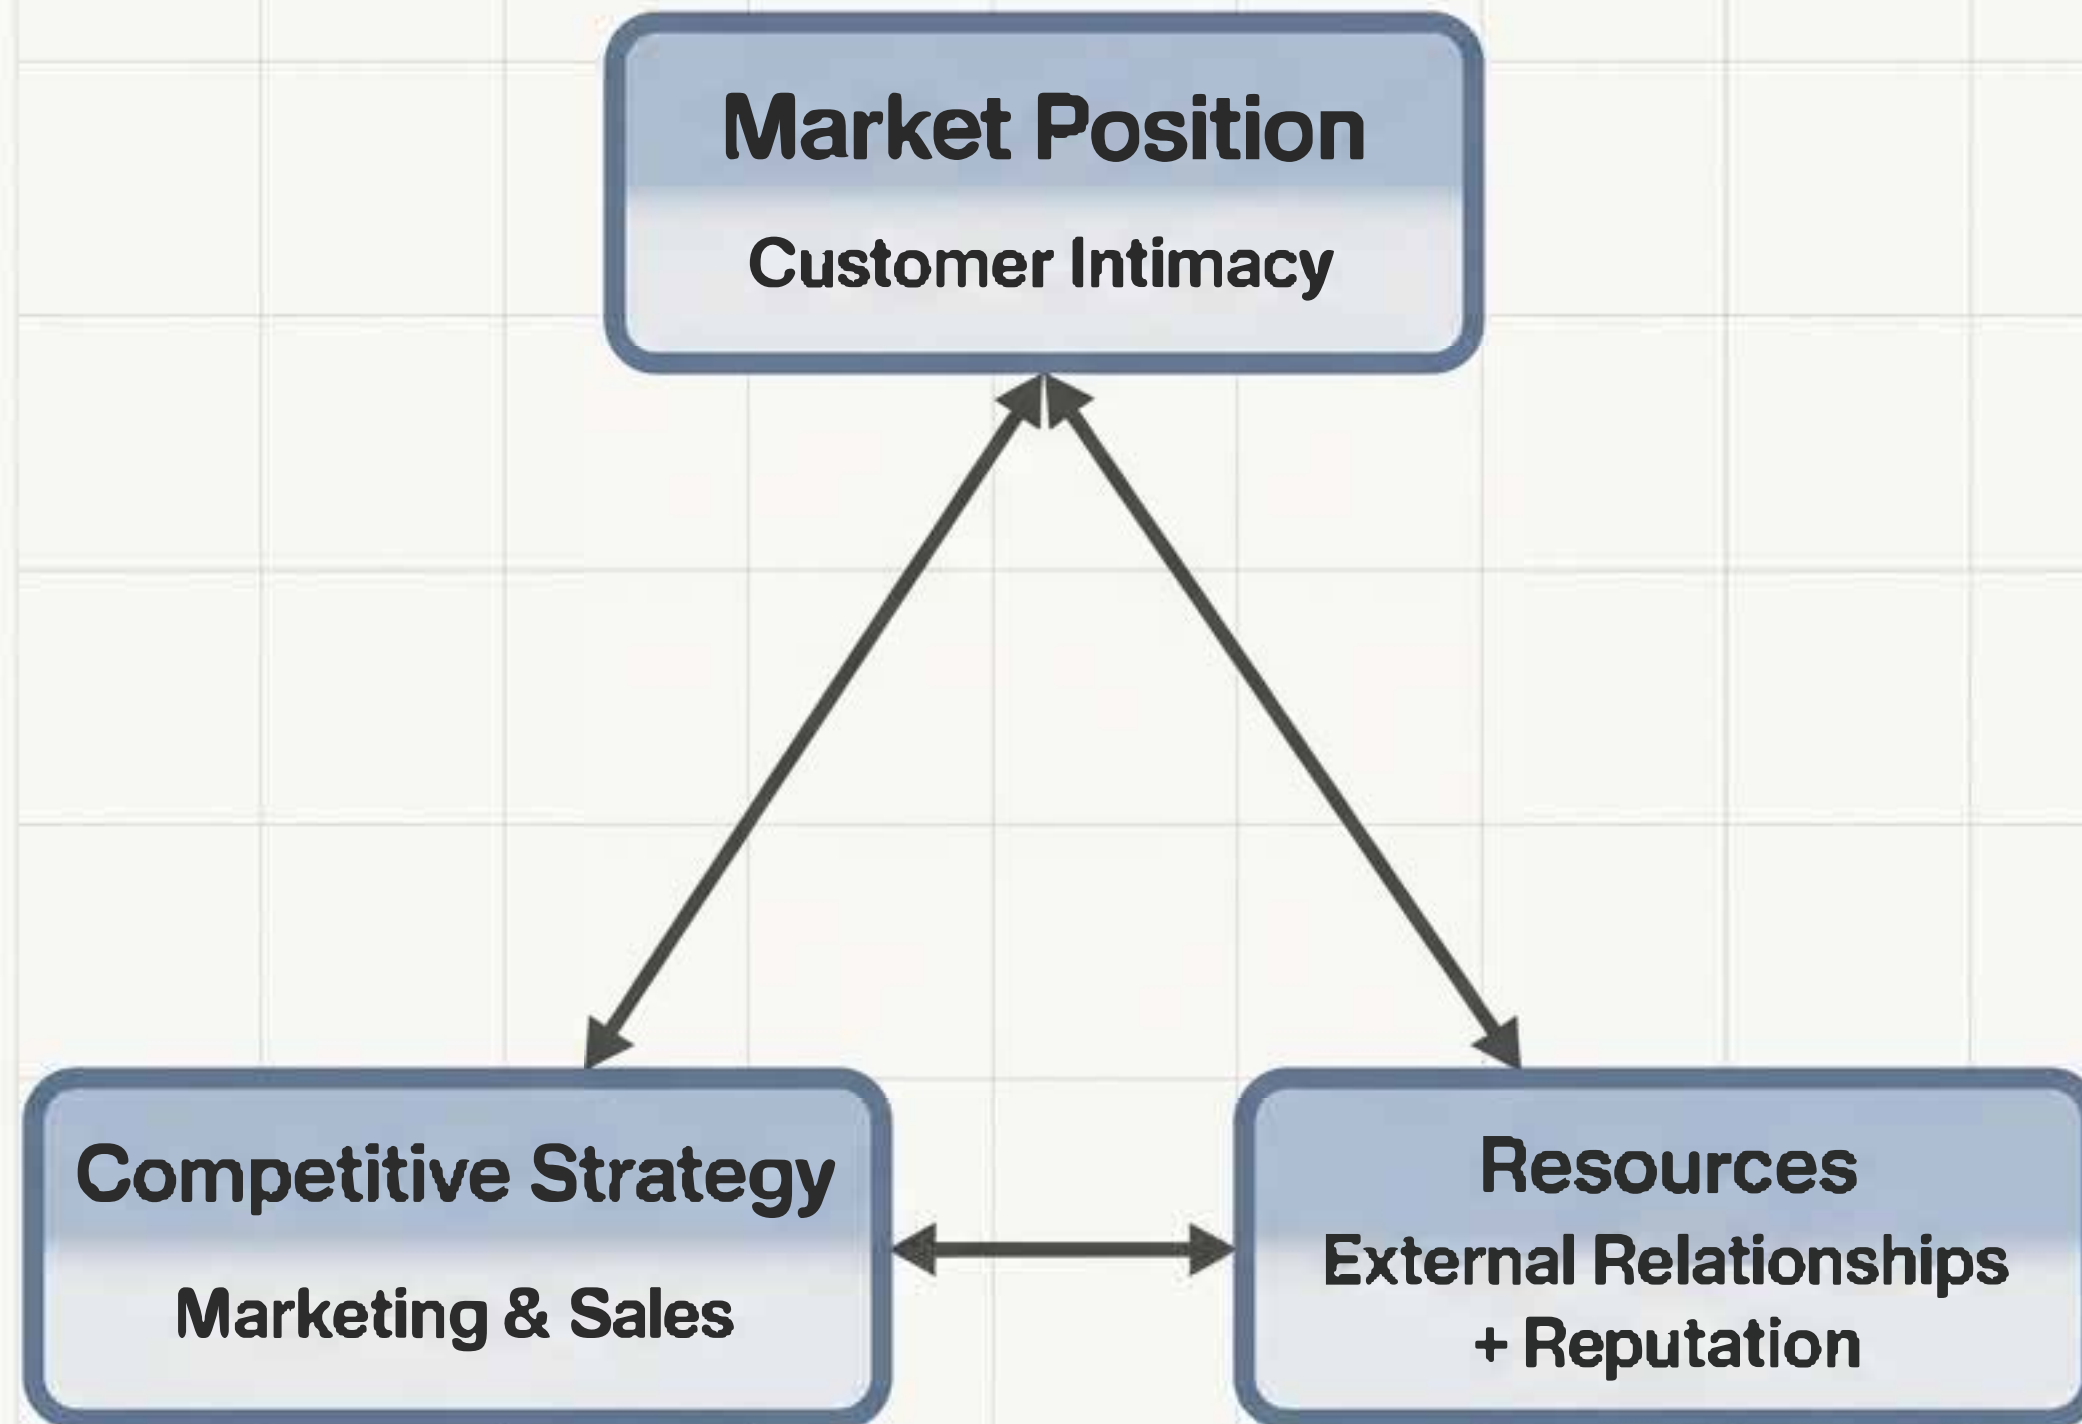 Market Position
Customer Intimacy
Competitive Strategy
Marketing & Sales
Resources
External Relationships
+ Reputation